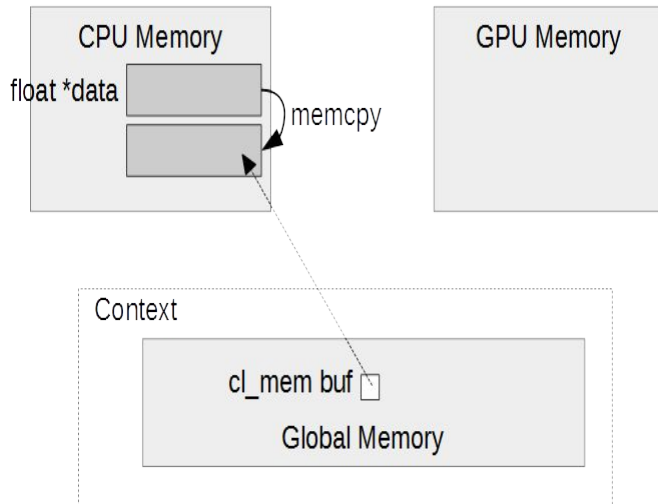 CPU Memory
GPU Memory
float *data
memcpy
Context
cl_mem buf
Global Memory